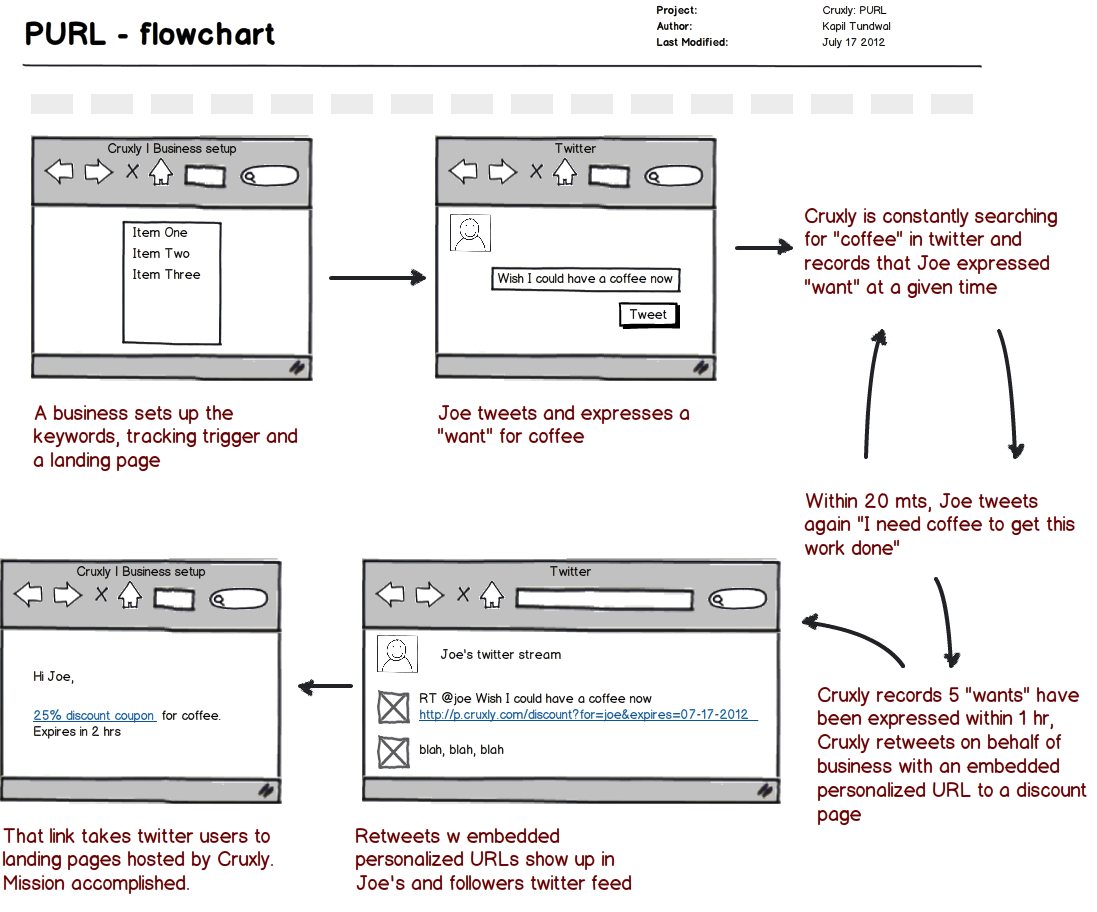 PURL - flowchart
Project: Cruxly: PURL
Author: Kapil Tundwal
Last Modified: July 17 2012
Cruxly | Business setup
Item One
Item Two
Item Three
A business sets up the
keywords, tracking trigger and
a landing page
Twitter
Wish I could have a coffee now
Tweet
Joe tweets and expresses a
"want" for coffee
Cruxly is constantly searching
for "coffee" in twitter and
records that Joe expressed
"want" at a given time
Within 20 mts, Joe tweets
again "I need coffee to get this
work done"
Cruxly records 5 "wants" have
been expressed within 1 hr,
Cruxly retweets on behalf of
business with an embedded
personalized URL to a discount
page
Twitter
Joe's twitter stream
RT @joe Wish I could have a coffee now
http://p.cruxly.com/discount?for=joe&expires=07-17-2012
blah, blah, blah
Retweets w embedded
personalized URLs show up in
Joe's and followers twitter feed
Cruxly | Business setup
Hi Joe,
25% discount coupon for coffee.
Expires in 2 hrs
That link takes twitter users to
landing pages hosted by Cruxly.
Mission accomplished.